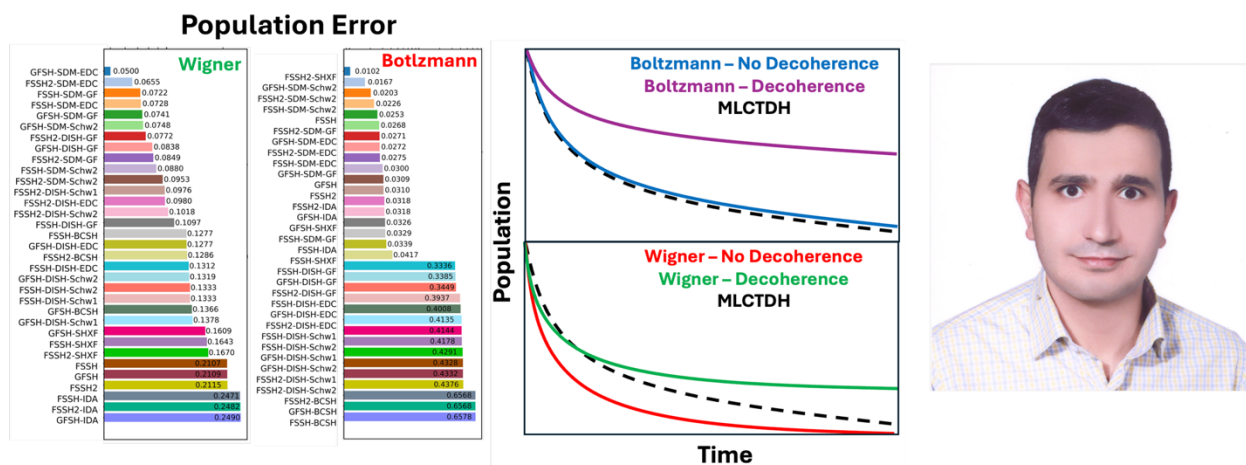 Population Error
Wigner
GFSH-SDM-EDC 0.0500
FSSH2-SDM-EDC 0.0655
FSSH-SDM-GF 0.0722
FSSH-SDM-EDC 0.0728
GFSH-SDM-GF 0.0741
GFSH-SDM-Schw2 0.0748
FSSH2-DISH-GF 0.0772
GFSH-DISH-GF 0.0838
FSSH2-SDM-GF 0.0849
FSSH-SDM-Schw2 0.0880
FSSH2-SDM-Schw2 0.0953
FSSH2-DISH-Schw1 0.0976
FSSH2-DISH-EDC 0.0980
FSSH2-DISH-Schw2 0.1018
FSSH-DISH-GF 0.1097
FSSH-BCSH 0.1277
GFSH-DISH-EDC 0.1277
FSSH2-BCSH 0.1286
FSSH-DISH-EDC 0.1312
GFSH-DISH-Schw2 0.1319
FSSH-DISH-Schw2 0.1333
FSSH-DISH-Schw1 0.1333
GFSH-BCSH 0.1366
GFSH-DISH-Schw1 0.1378
GFSH-SHXF 0.1609
FSSH-SHXF 0.1643
FSSH2-SHXF 0.1670
FSSH 0.2107
GFSH 0.2109
FSSH2 0.2115
FSSH-IDA 0.2471
FSSH2-IDA 0.2482
GFSH-IDA 0.2490
Botlzmann
FSSH2-SHXF 0.0102
GFSH-SDM-Schw2 0.0167
FSSH2-SDM-Schw2 0.0203
FSSH-SDM-Schw2 0.0226
FSSH 0.0253
FSSH2-SDM-GF 0.0268
GFSH-SDM-EDC 0.0271
FSSH2-SDM-EDC 0.0272
FSSH-SDM-EDC 0.0275
GFSH-SDM-GF 0.0300
GFSH 0.0309
FSSH2 0.0310
FSSH2-IDA 0.0318
GFSH-IDA 0.0318
GFSH-SHXF 0.0326
FSSH-SDM-GF 0.0329
FSSH-IDA 0.0339
FSSH-SHXF 0.0417
FSSH-DISH-GF 0.3336
GFSH-DISH-GF 0.3385
FSSH2-DISH-GF 0.3449
FSSH-DISH-EDC 0.3937
GFSH-DISH-EDC 0.4008
FSSH2-DISH-EDC 0.4135
FSSH-DISH-Schw1 0.4144
FSSH-DISH-Schw2 0.4178
GFSH-DISH-Schw2 0.4291
GFSH-DISH-Schw1 0.4328
FSSH2-DISH-Schw1 0.4332
FSSH2-DISH-Schw2 0.4376
FSSH2-BCSH 0.6568
GFSH-BCSH 0.6568
FSSH-BCSH 0.6578
Population
Boltzmann – No Decoherence
Boltzmann – Decoherence
MLCTDH
Wigner – No Decoherence
Wigner – Decoherence
MLCTDH
Time